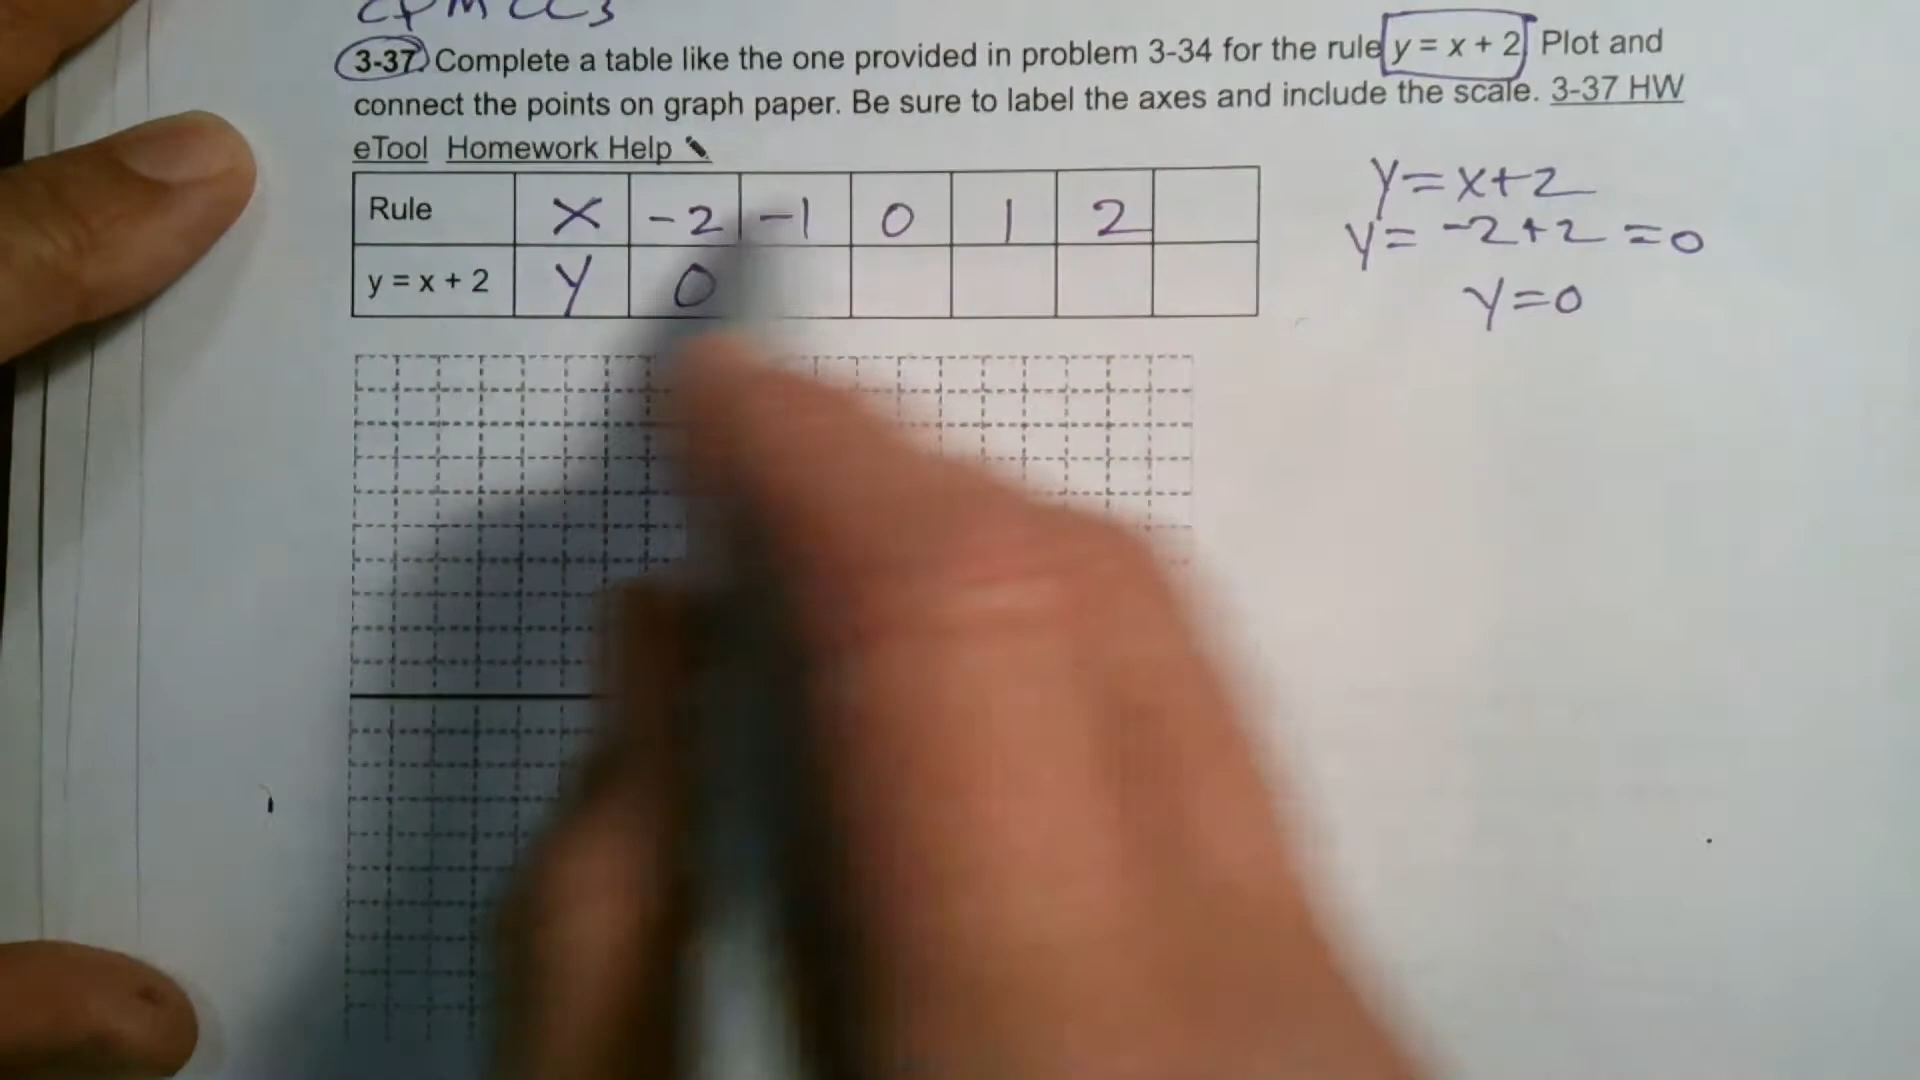 CPM CC3
3-37. Complete a table like the one provided in problem 3-34 for the rule y = x + 2. Plot and
connect the points on graph paper. Be sure to label the axes and include the scale. 3-37 HW
eTool Homework Help ✎
Rule X -2 -1 0 1 2
y = x + 2 Y 0
y=x+2
y= -2+2 =0
y=0